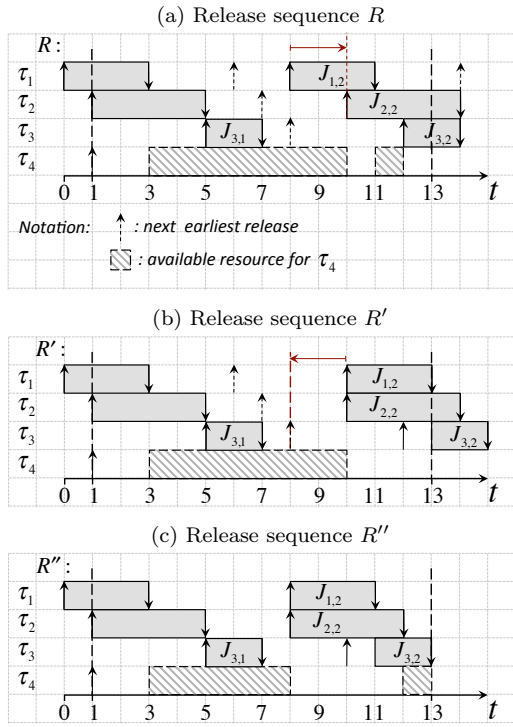 (a) Release sequence R
R :
τ1 J1,2
τ2 J2,2
τ3 J3,1 J3,2
τ4
0 1 3 5 7 9 11 13 t
Notation: : next earliest release
: available resource for τ4
(b) Release sequence R′
R′ :
τ1 J1,2
τ2 J2,2
τ3 J3,1 J3,2
τ4
0 1 3 5 7 9 11 13 t
(c) Release sequence R′′
R″ :
τ1 J1,2
τ2 J2,2
τ3 J3,1 J3,2
τ4
0 1 3 5 7 9 11 13 t